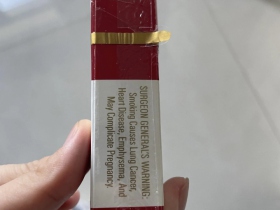 SURGEON GENERAL'S WARNING:
Smoking Causes Lung Cancer,
Heart Disease, Emphysema, And
May Complicate Pregnancy.